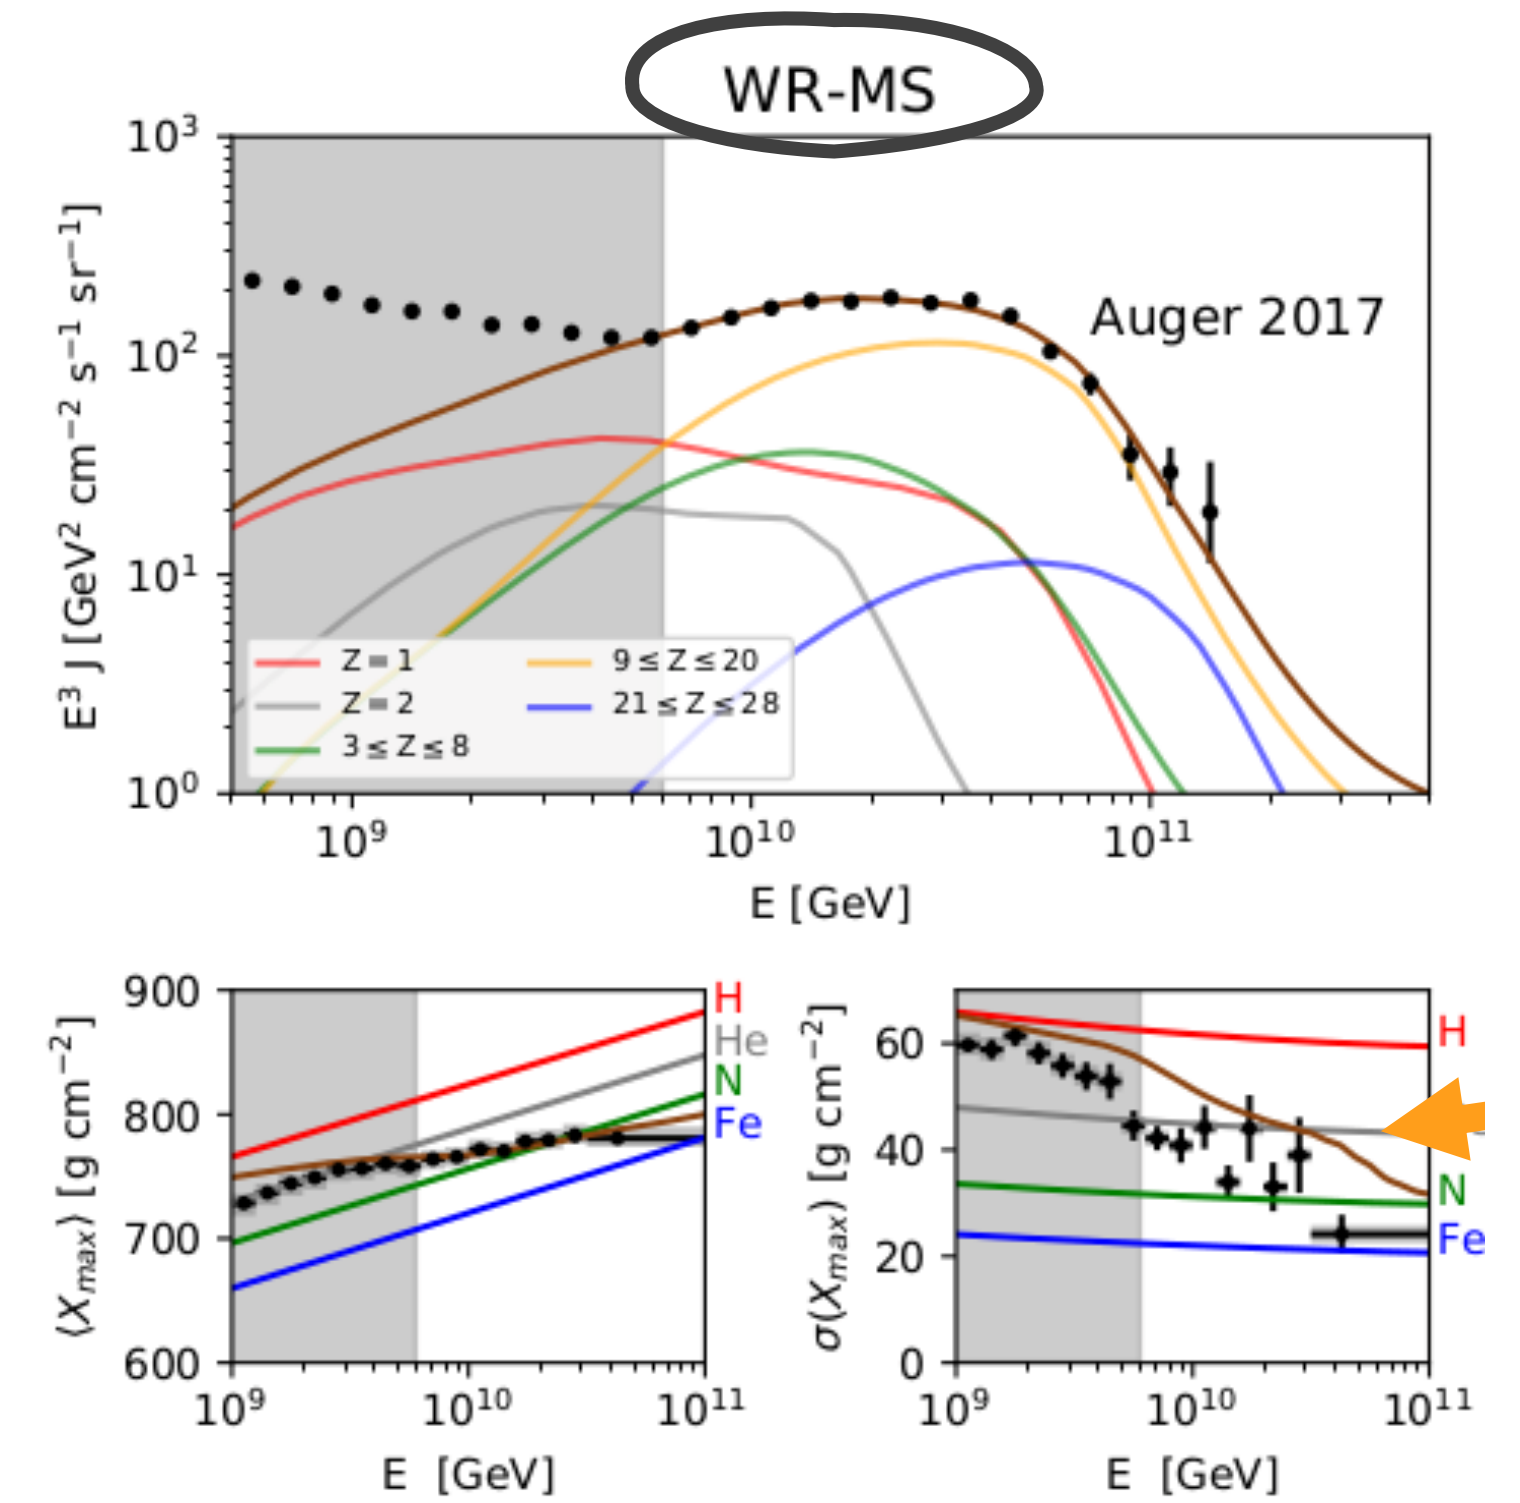 WR-MS
10³
10²
10¹
10⁰
E³ J [GeV² cm⁻² s⁻¹ sr⁻¹]
Auger 2017
Z = 1
Z = 2
3 ≤ Z ≤ 8
9 ≤ Z ≤ 20
21 ≤ Z ≤ 28
10⁹ 10¹⁰ 10¹¹
E [GeV]
900
800
700
600
⟨X_max⟩ [g cm⁻²]
H
He
N
Fe
10⁹ 10¹⁰ 10¹¹
E [GeV]
60
40
20
0
σ(X_max) [g cm⁻²]
H
N
Fe
10⁹ 10¹⁰ 10¹¹
E [GeV]